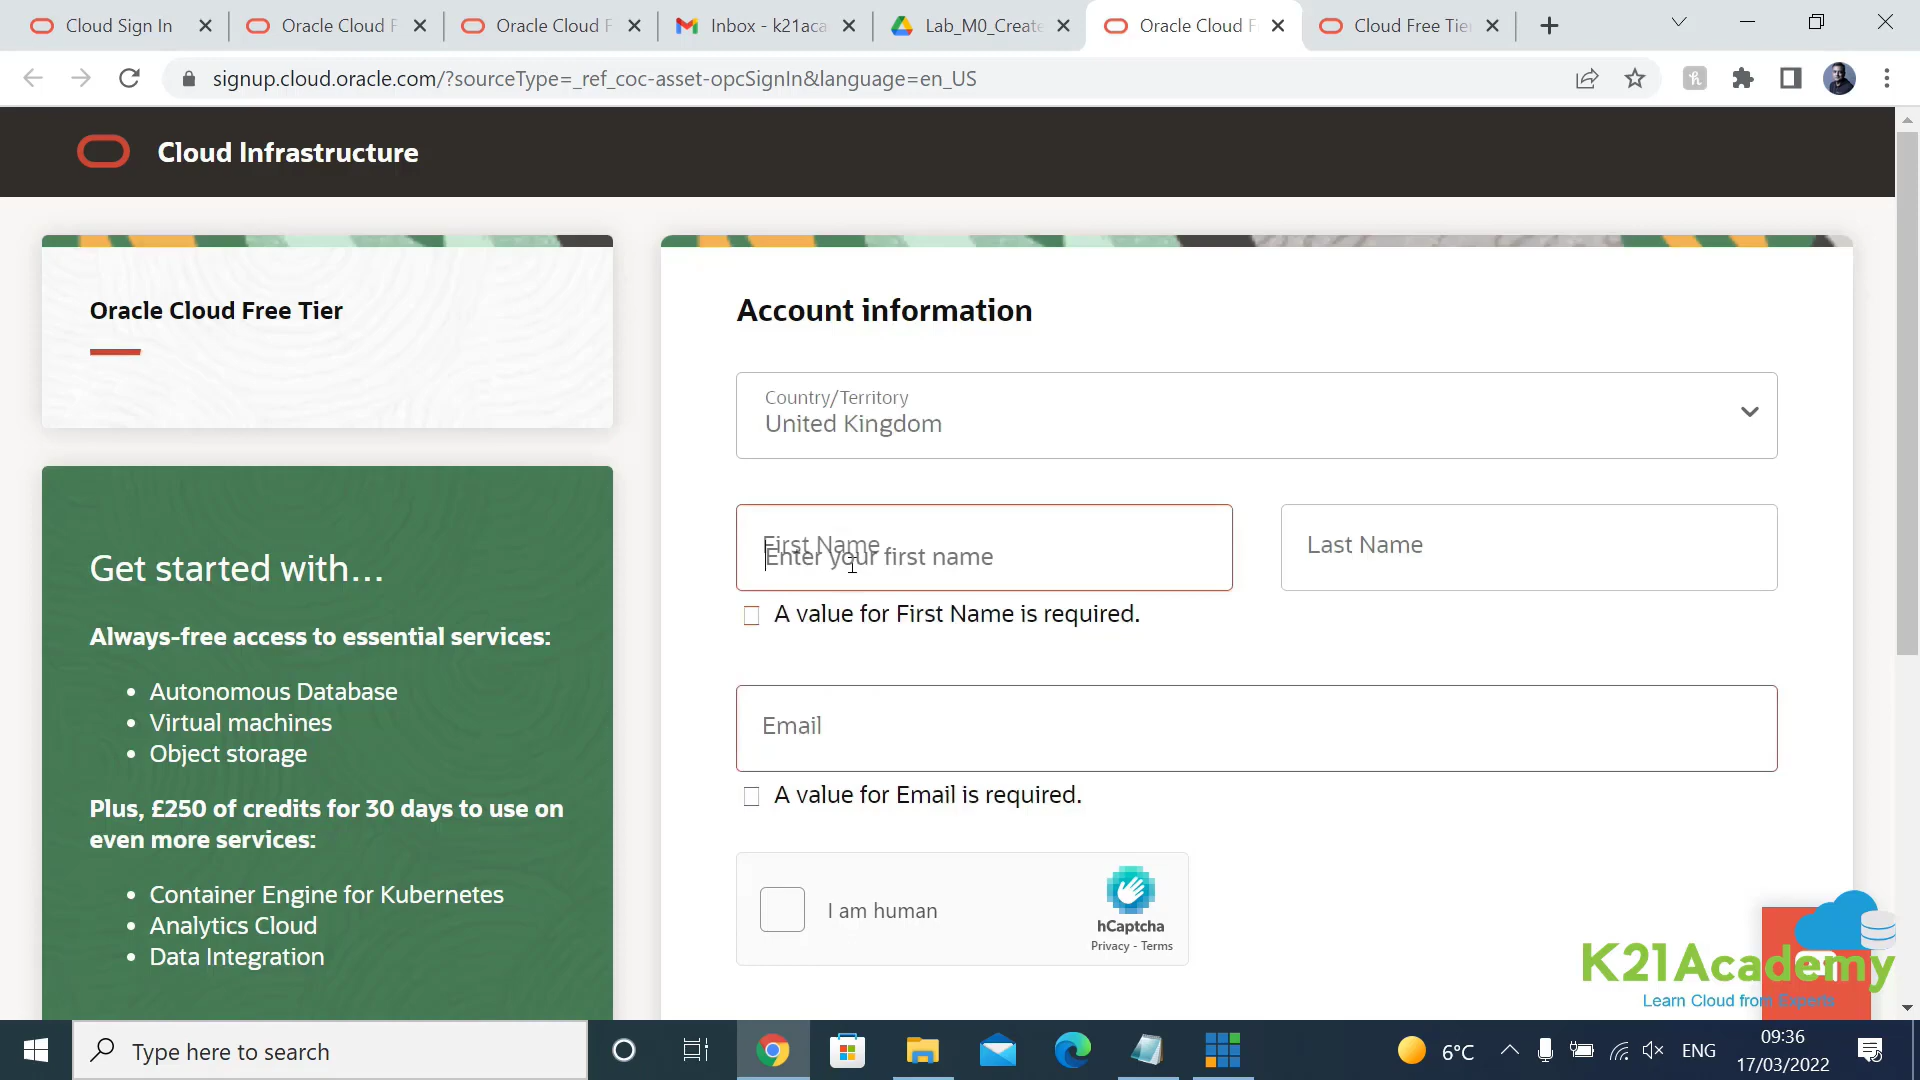 Cloud Sign In
Oracle Cloud F
Oracle Cloud F
Inbox - k21aca
Lab_M0_Create
Oracle Cloud F
Cloud Free Tie
signup.cloud.oracle.com/?sourceType=_ref_coc-asset-opcSignIn&language=en_US
Cloud Infrastructure
Oracle Cloud Free Tier
Get started with...
Always-free access to essential services:
• Autonomous Database
• Virtual machines
• Object storage
Plus, £250 of credits for 30 days to use on
even more services:
• Container Engine for Kubernetes
• Analytics Cloud
• Data Integration
Account information
Country/Territory
United Kingdom
First Name
Enter your first name
Last Name
A value for First Name is required.
Email
A value for Email is required.
I am human
hCaptcha
Privacy - Terms
K21Academy
Learn Cloud from Experts
Type here to search
6°C
ENG
09:36
17/03/2022